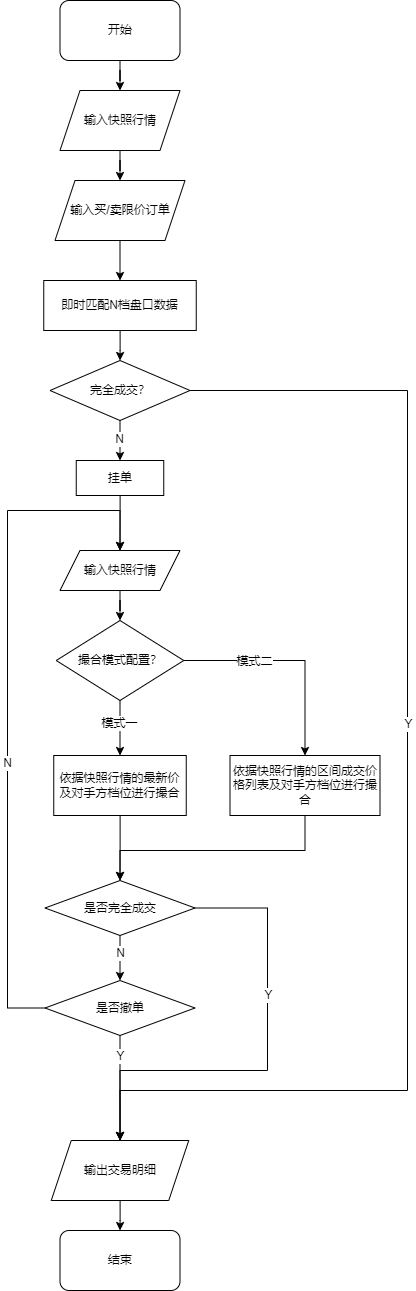 开始
输入快照行情
输入买/卖限价订单
即时匹配N档盘口数据
完全成交?
N
挂单
输入快照行情
撮合模式配置?
模式二
模式一
Y
N
依据快照行情的最新价
及对手方档位进行撮合
依据快照行情的区间成交价
格列表及对手方档位进行撮
合
是否完全成交
N
Y
是否撤单
Y
输出交易明细
结束